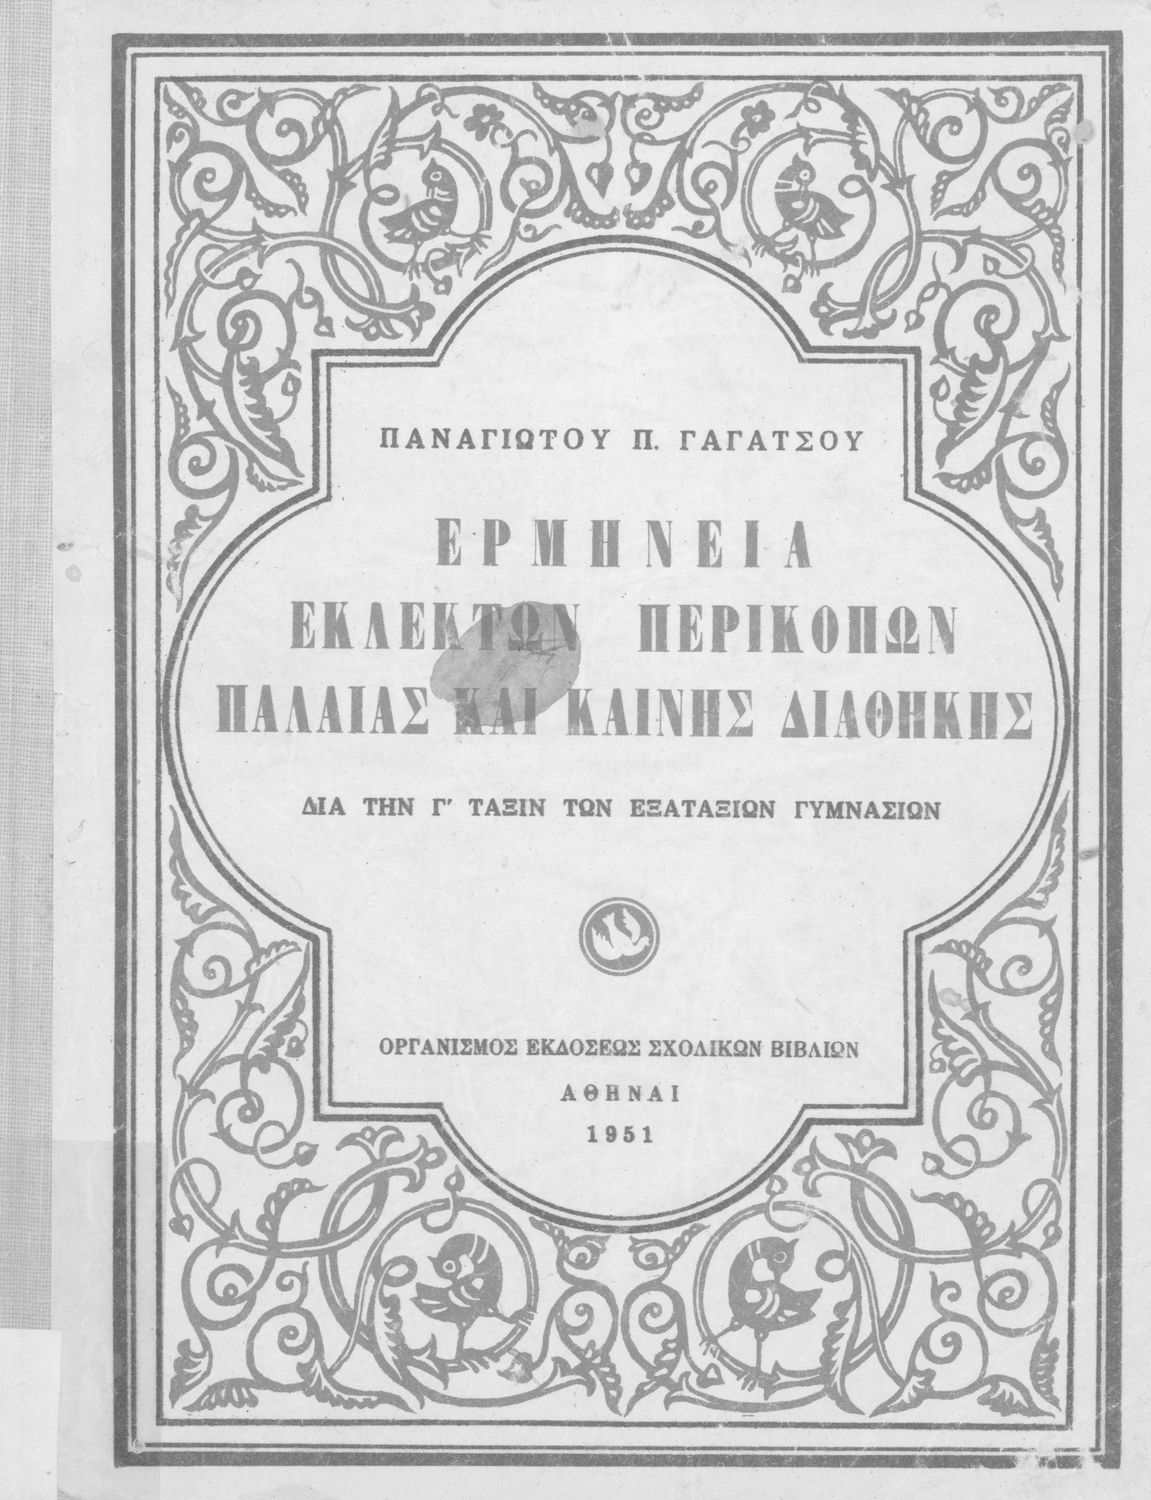 ΠΑΝΑΓΙΩΤΟΥ Π. ΓΑΓΑΤΣΟΥ
ΕΡΜΗΝΕΙΑ
ΕΚΛΕΚΤΩΝ ΠΕΡΙΚΟΠΩΝ
ΠΑΛΑΙΑΣ ΚΑΙ ΚΑΙΝΗΣ ΔΙΑΘΗΚΗΣ
ΔΙΑ ΤΗΝ Γ' ΤΑΞΙΝ ΤΩΝ ΕΞΑΤΑΞΙΩΝ ΓΥΜΝΑΣΙΩΝ
ΟΡΓΑΝΙΣΜΟΣ ΕΚΔΟΣΕΩΣ ΣΧΟΛΙΚΩΝ ΒΙΒΛΙΩΝ
ΑΘΗΝΑΙ
1951